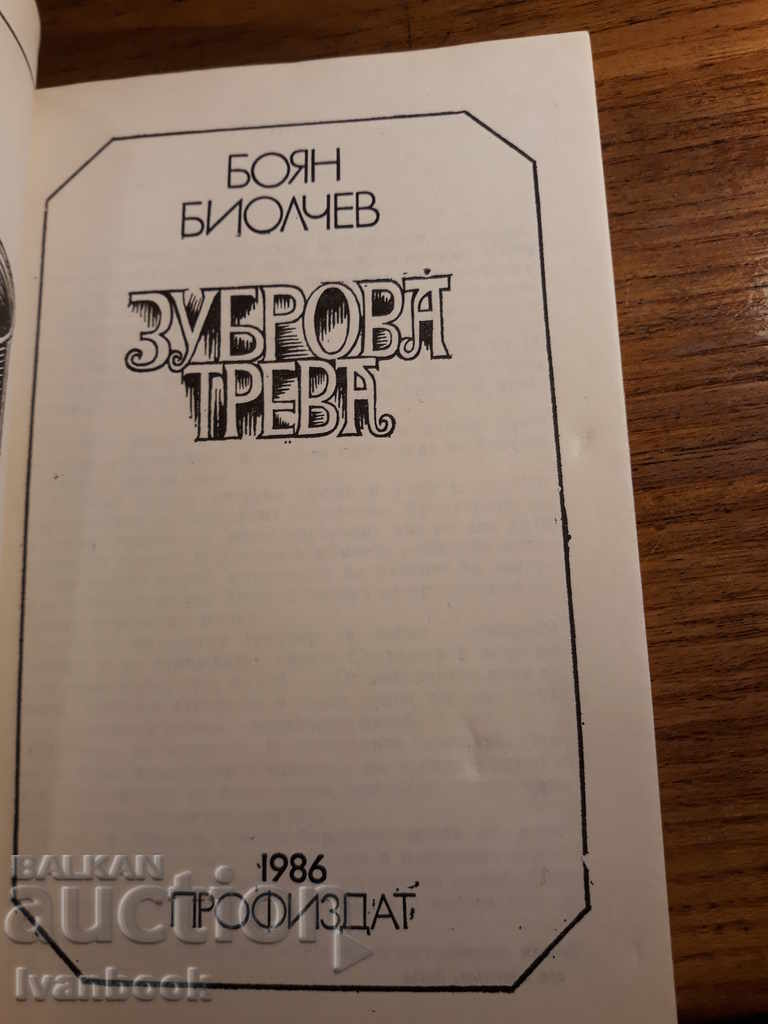 БОЯН
БИОЛЧЕВ
ЗУБРОВА
ТРЕВА
1986
ПРОФИЗДАТ
BALKAN
auction
Ivanbook